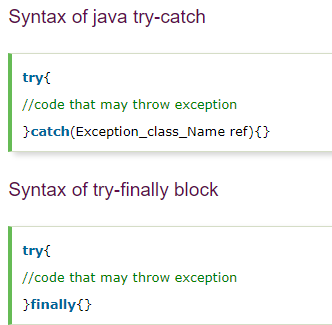 Syntax of java try-catch
try{
//code that may throw exception
}catch(Exception_class_Name ref){}
Syntax of try-finally block
try{
//code that may throw exception
}finally{}